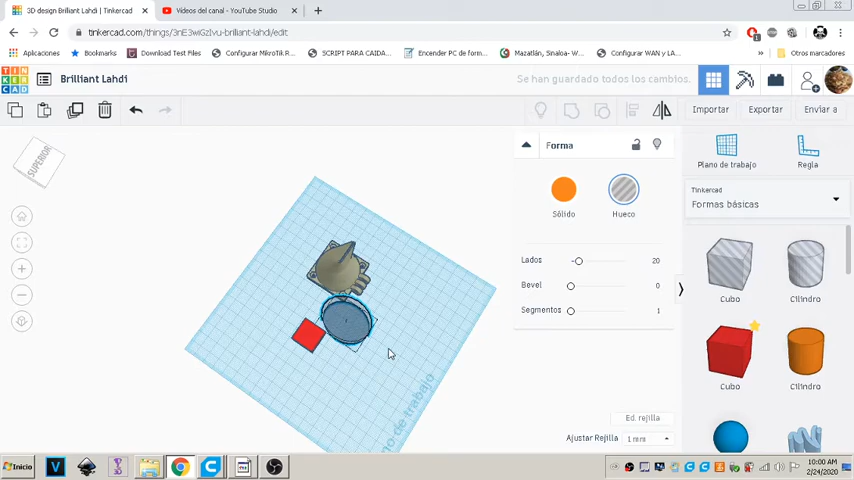 3D design Brilliant Lahdi | Tinkercad
Vídeos del canal - YouTube Studio
tinkercad.com/things/3nE3wiGzlvu-brilliant-lahdi/edit
Aplicaciones
Bookmarks
Download Test Files
Configurar MikroTik R
SCRIPT PARA CAIDA...
Encender PC de form...
Mazatlán, Sinaloa- W...
Configurar WAN y LA
Otros marcadores
TIN
KER
CAD
Brilliant Lahdi
Se han guardado todos los cambios.
Importar
Exportar
Enviar a
SUPERIOR
Forma
Sólido
Hueco
Lados
20
Bevel
0
Segmentos
1
Plano de trabajo
Regla
Tinkercad
Formas básicas
Cubo
Cilindro
Cubo
Cilindro
no de trabajo
Ed. rejilla
Ajustar Rejilla
1 mm
Inicio
10:00 AM
2/24/2020